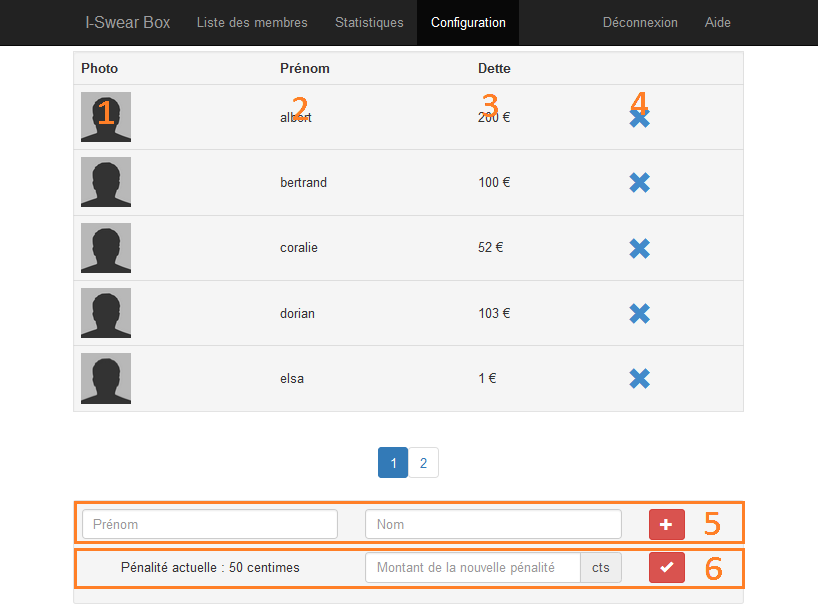 I-Swear Box Liste des membres Statistiques Configuration Déconnexion Aide
Photo Prénom Dette
1 2 3 4
albert 200 €
bertrand 100 €
coralie 52 €
dorian 103 €
elsa 1 €
1 2
Prénom Nom 5
Pénalité actuelle : 50 centimes Montant de la nouvelle pénalité cts 6